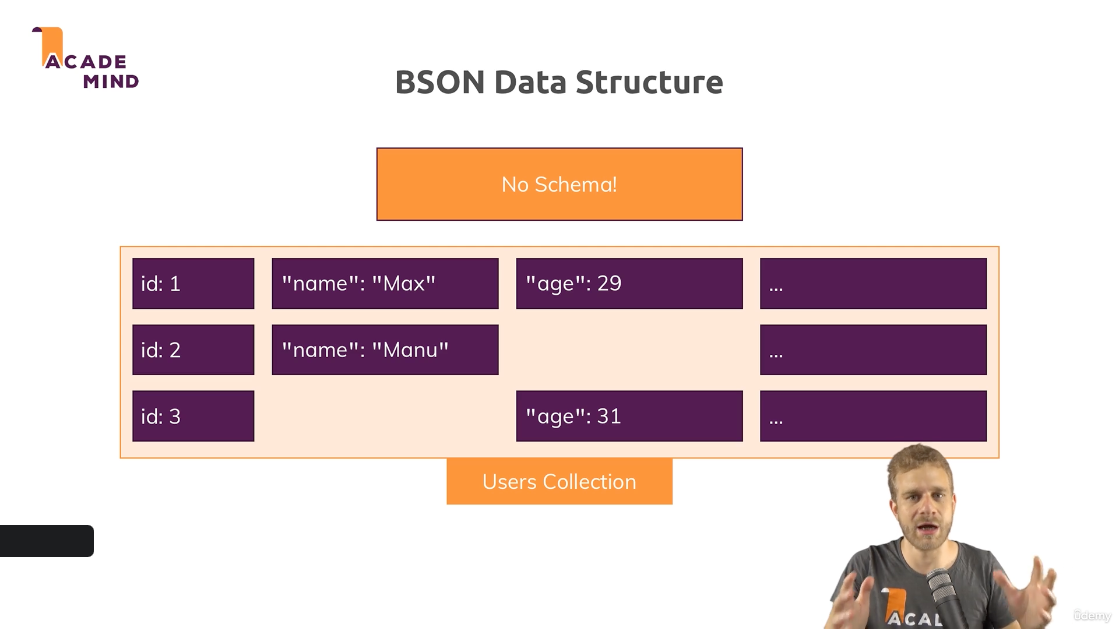 ACADE
MIND
BSON Data Structure
No Schema!
id: 1 "name": "Max" "age": 29 ...
id: 2 "name": "Manu" ...
id: 3 "age": 31 ...
Users Collection
ACAL
ûdemy